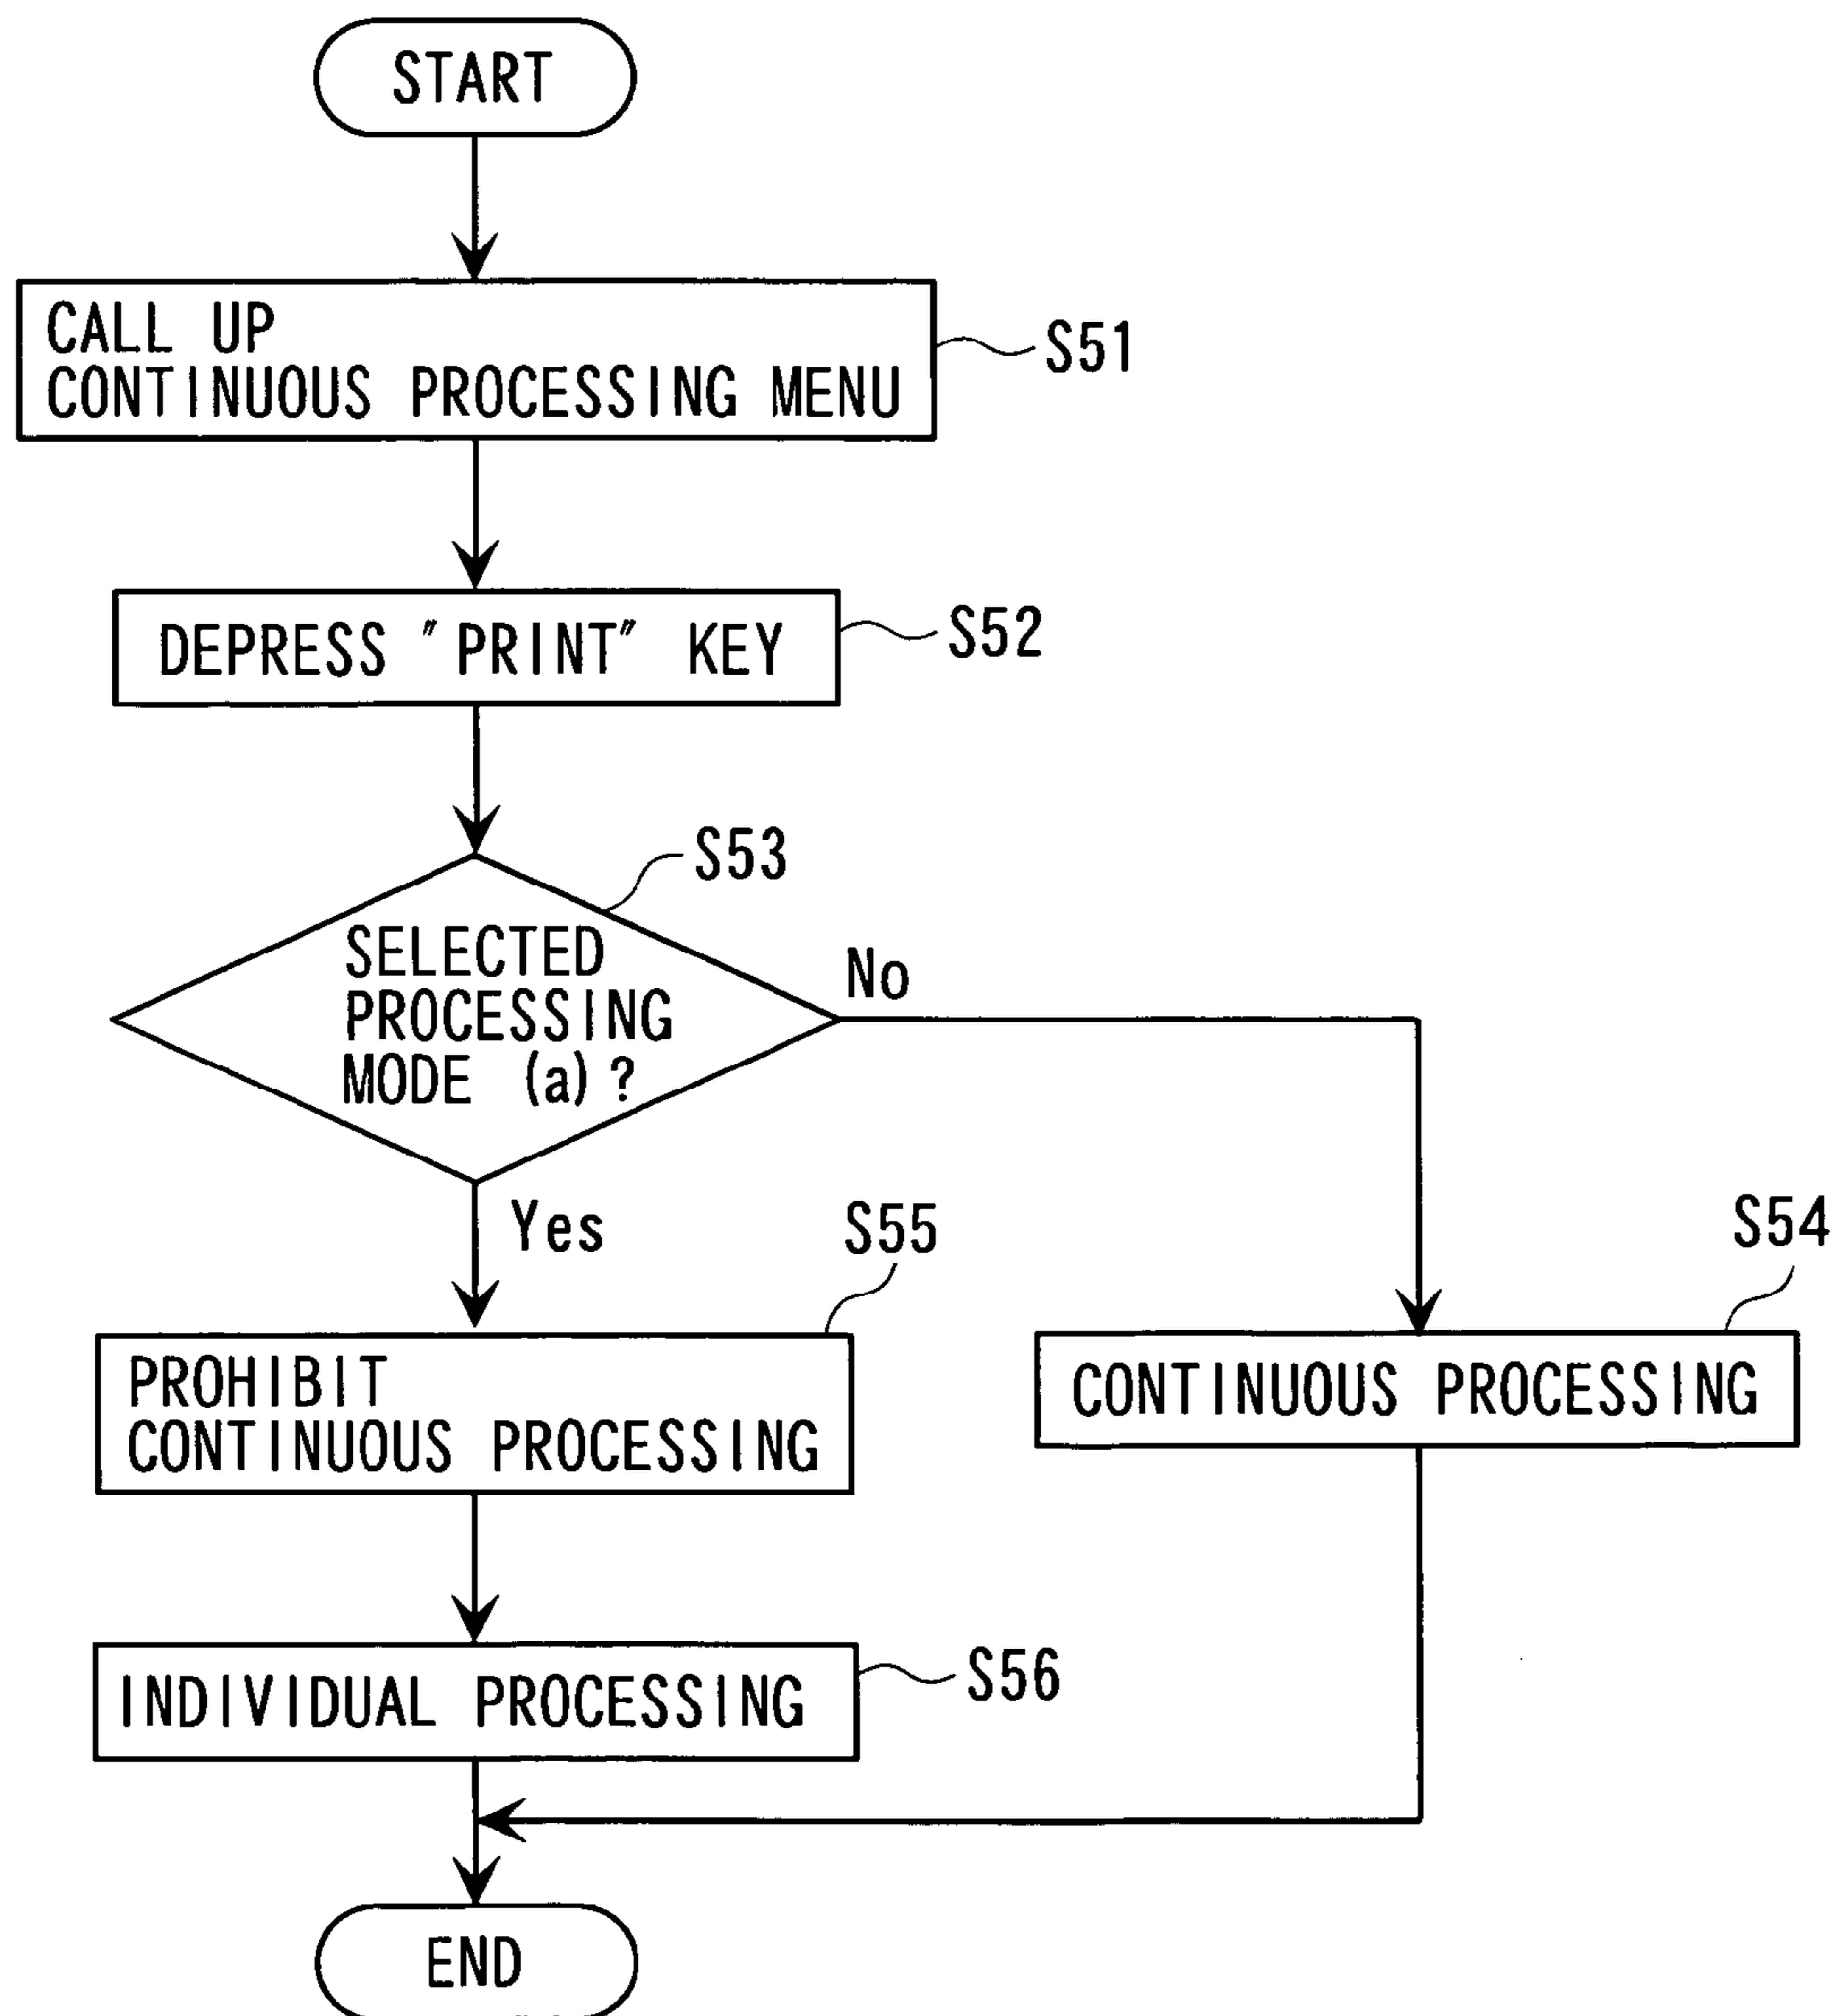 START
CALL UP
CONTINUOUS PROCESSING MENU
S51
DEPRESS "PRINT" KEY
S52
S53
SELECTED
PROCESSING
MODE (a)?
No
Yes
S55
S54
PROHIBIT
CONTINUOUS PROCESSING
CONTINUOUS PROCESSING
INDIVIDUAL PROCESSING
S56
END